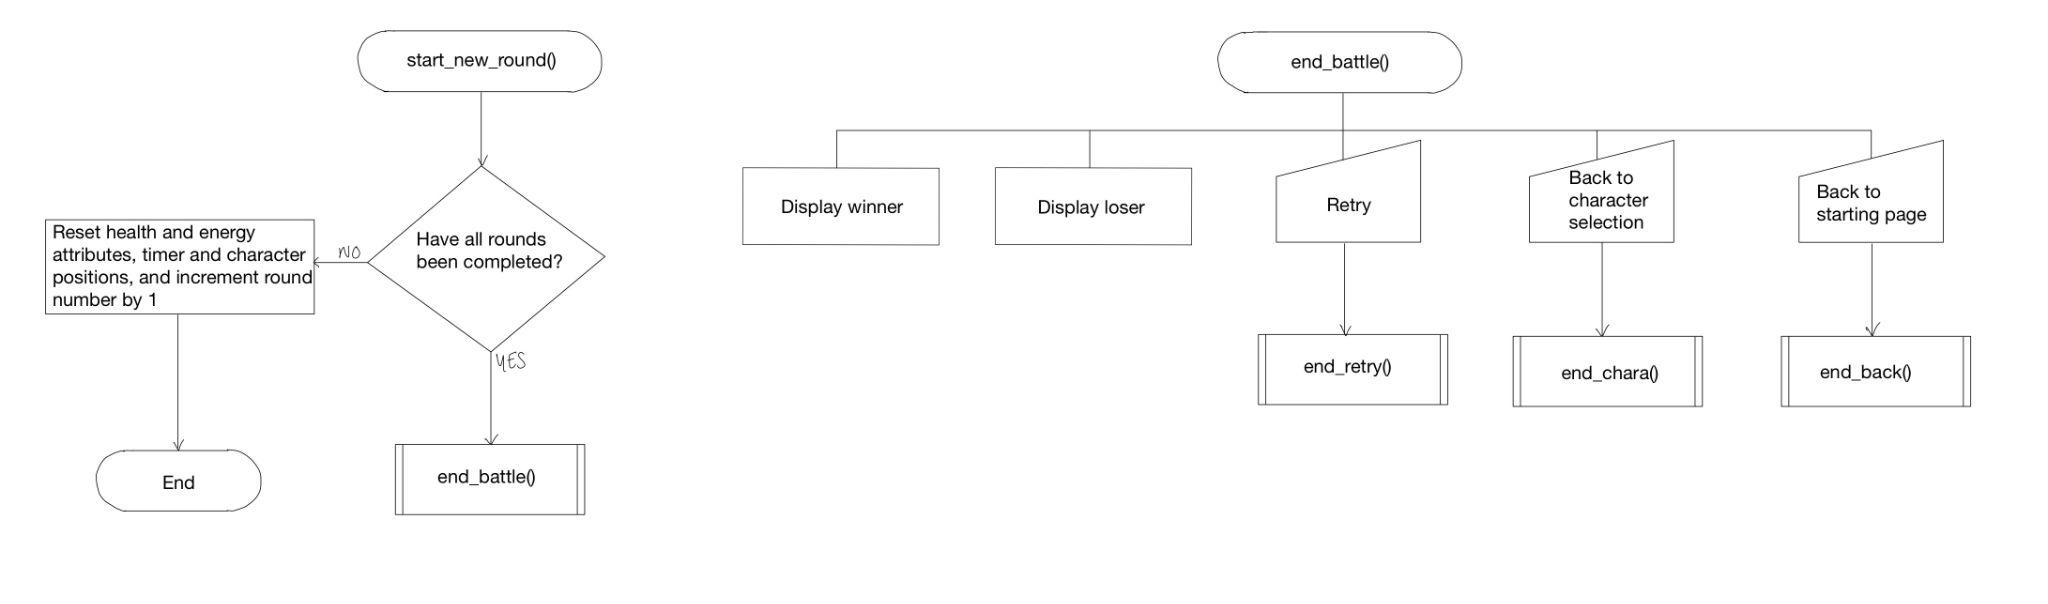 start_new_round()
Have all rounds
been completed?
NO
Reset health and energy
attributes, timer and character
positions, and increment round
number by 1
End
YES
end_battle()
end_battle()
Display winner
Display loser
Retry
Back to
character
selection
Back to
starting page
end_retry()
end_chara()
end_back()